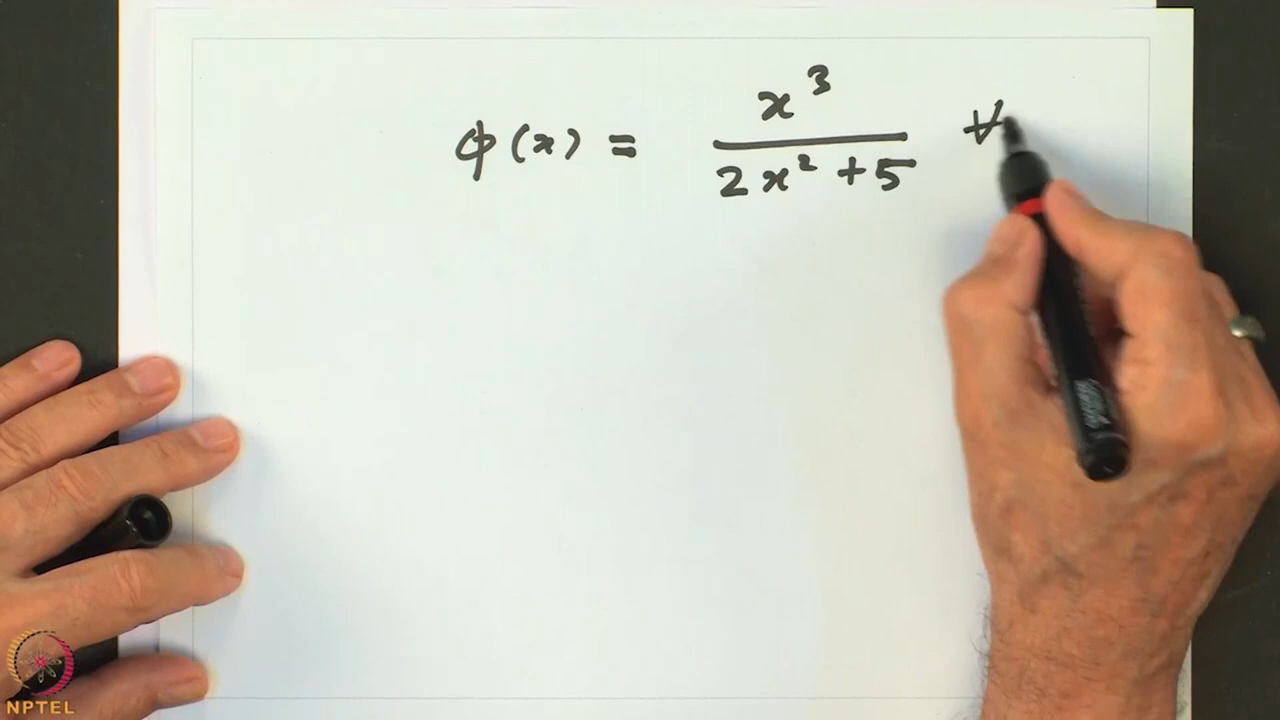 φ(x) = x³ / (2x² + 5) ∀
NPTEL